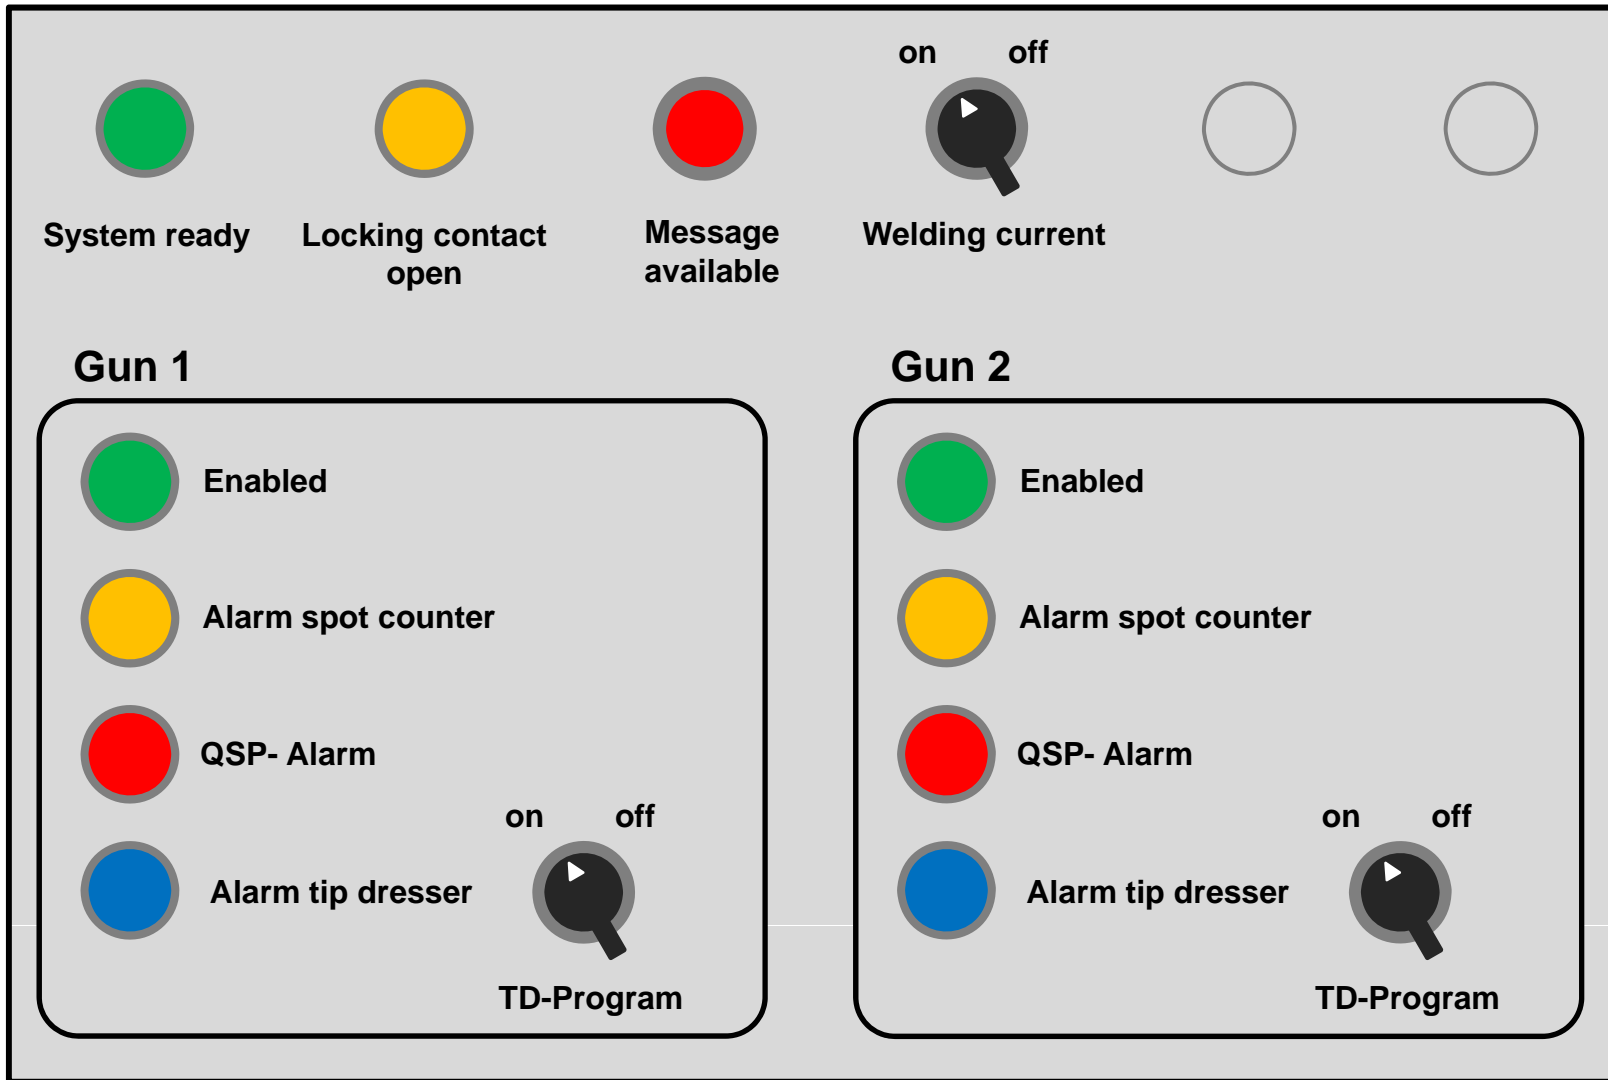 on off
System ready
Locking contact
open
Message
available
Welding current
Gun 1
Enabled
Alarm spot counter
QSP- Alarm
on off
Alarm tip dresser
TD-Program
Gun 2
Enabled
Alarm spot counter
QSP- Alarm
on off
Alarm tip dresser
TD-Program